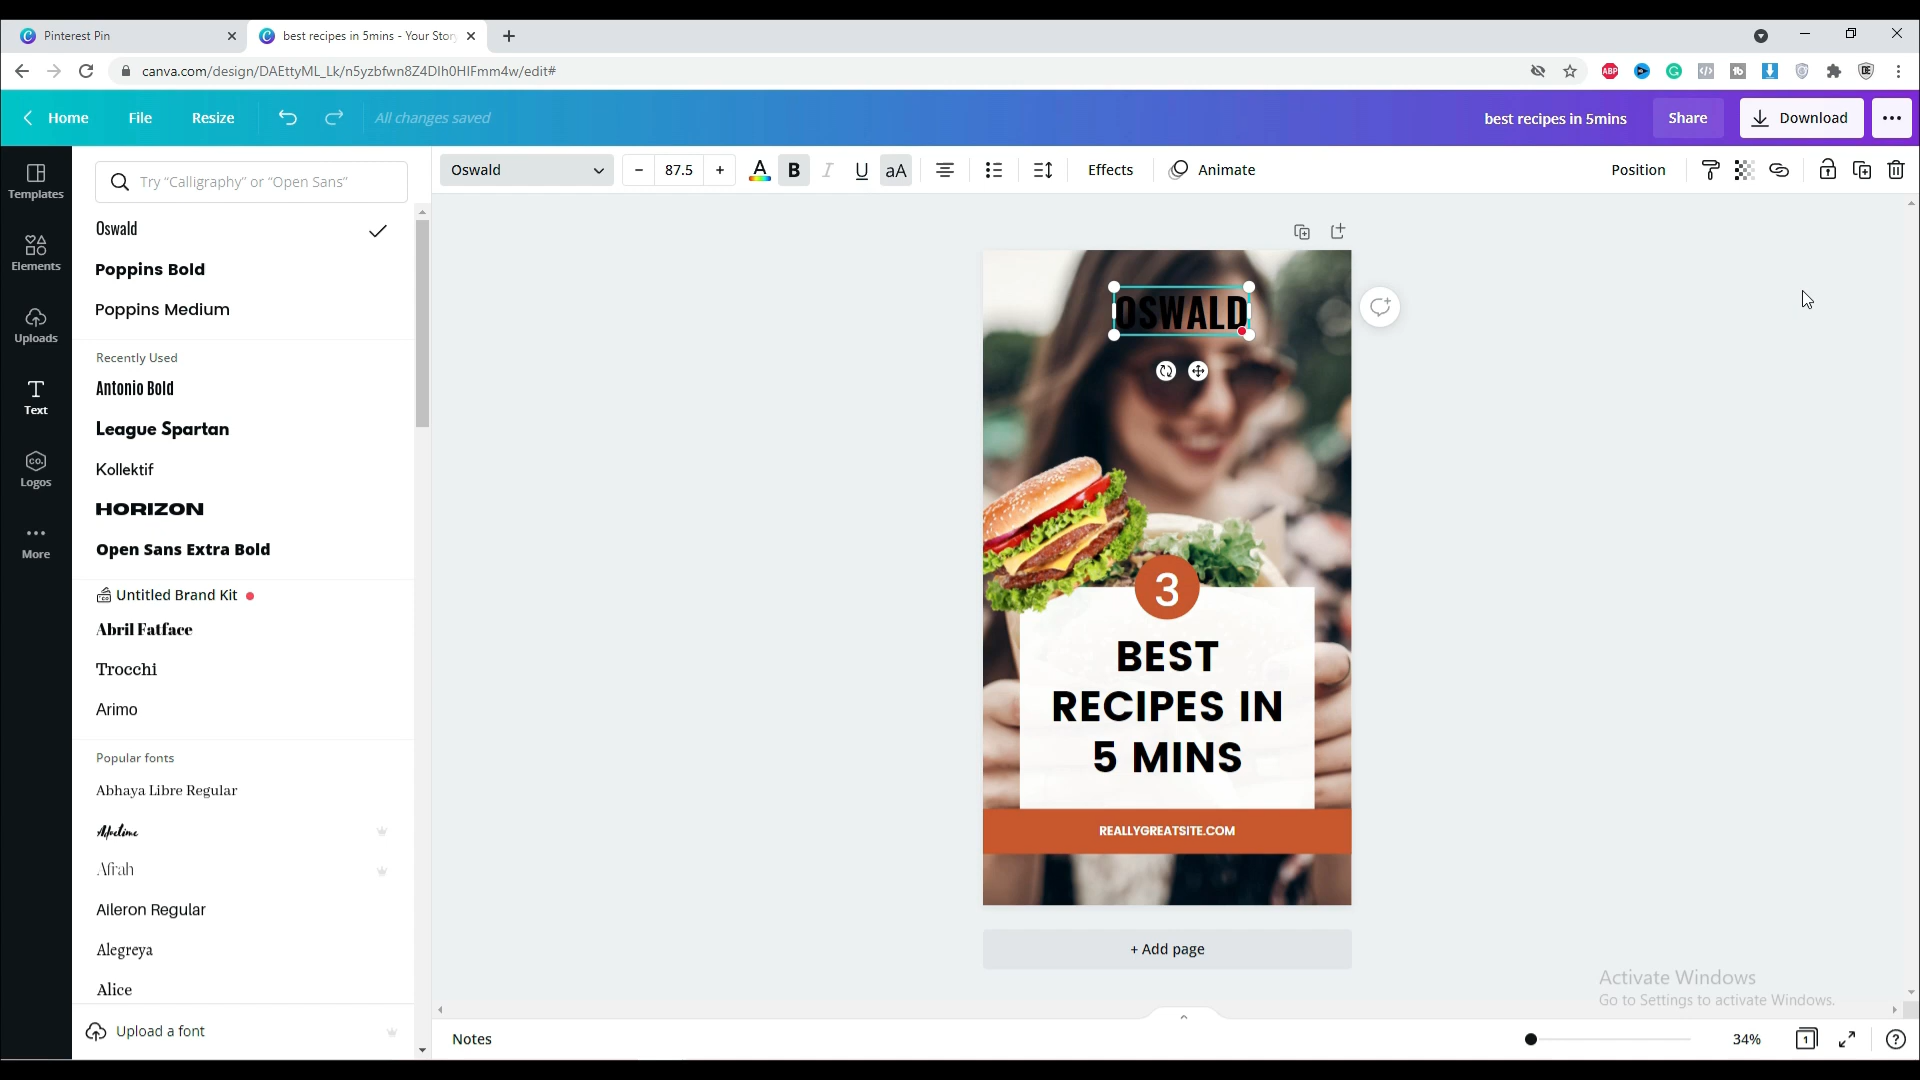 Pinterest Pin
best recipes in 5mins - Your Stor
canva.com/design/DAEttyML_Lk/n5yzbfwn8Z4DIh0HIFmm4w/edit#
ABP
Home
File
Resize
All changes saved
best recipes in 5mins
Share
Download
Templates
Elements
Uploads
Text
co.
Logos
More
Try “Calligraphy” or “Open Sans”
Oswald
Poppins Bold
Poppins Medium
Recently Used
Antonio Bold
League Spartan
Kollektif
HORIZON
Open Sans Extra Bold
Untitled Brand Kit
Abril Fatface
Trocchi
Arimo
Popular fonts
Abhaya Libre Regular
Adveline
Afrah
Aileron Regular
Alegreya
Alice
Upload a font
Oswald
87.5
A
B
I
U
aA
Effects
Animate
Position
OSWALD
3
BEST
RECIPES IN
5 MINS
REALLYGREATSITE.COM
+ Add page
Activate Windows
Go to Settings to activate Windows.
Notes
34%
1
?